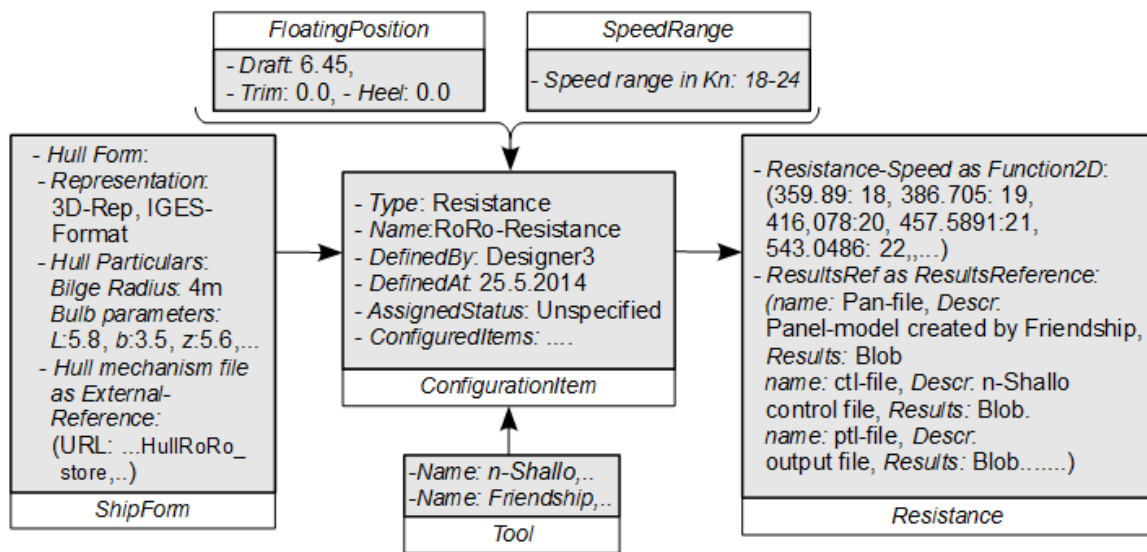 FloatingPosition
- Draft: 6.45,
- Trim: 0.0, - Heel: 0.0
SpeedRange
- Speed range in Kn: 18-24
- Hull Form:
- Representation:
3D-Rep, IGES-
Format
- Hull Particulars:
Bilge Radius: 4m
Bulb parameters:
L:5.8, b:3.5, z:5.6,...
- Hull mechanism file
as External-
Reference:
(URL: ...HullRoRo_
store,..)
ShipForm
- Type: Resistance
- Name:RoRo-Resistance
- DefinedBy: Designer3
- DefinedAt: 25.5.2014
- AssignedStatus: Unspecified
- ConfiguredItems: ....
ConfigurationItem
-Name: n-Shallo,..
-Name: Friendship,..
Tool
- Resistance-Speed as Function2D:
(359.89: 18, 386.705: 19,
416,078:20, 457.5891:21,
543.0486: 22,,...)
- ResultsRef as ResultsReference:
(name: Pan-file, Descr:
Panel-model created by Friendship,
Results: Blob
name: ctl-file, Descr: n-Shallo
control file, Results: Blob.
name: ptl-file, Descr:
output file, Results: Blob.......)
Resistance